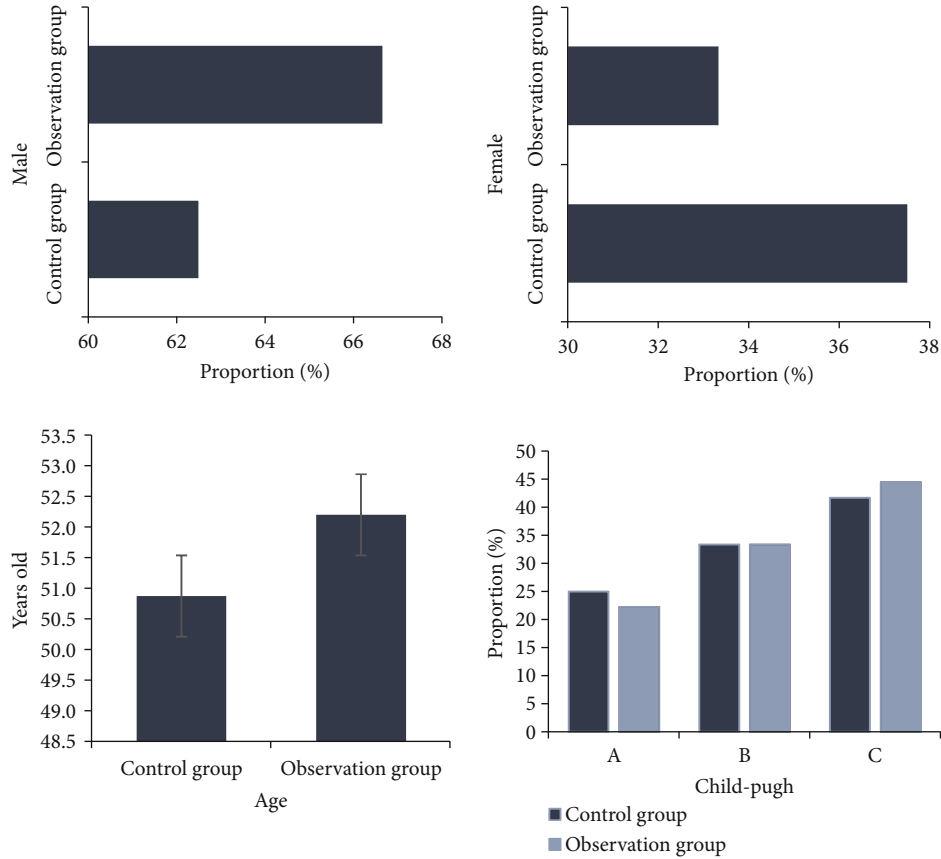 Male
Observation group
Control group
60 62 64 66 68
Proportion (%)
Female
Observation group
Control group
30 32 34 36 38
Proportion (%)
Years old
53.5
53.0
52.5
52.0
51.5
51.0
50.5
50.0
49.5
49.0
48.5
Control group Observation group
Age
Proportion (%)
50
45
40
35
30
25
20
15
10
5
0
A B C
Child-pugh
Control group
Observation group